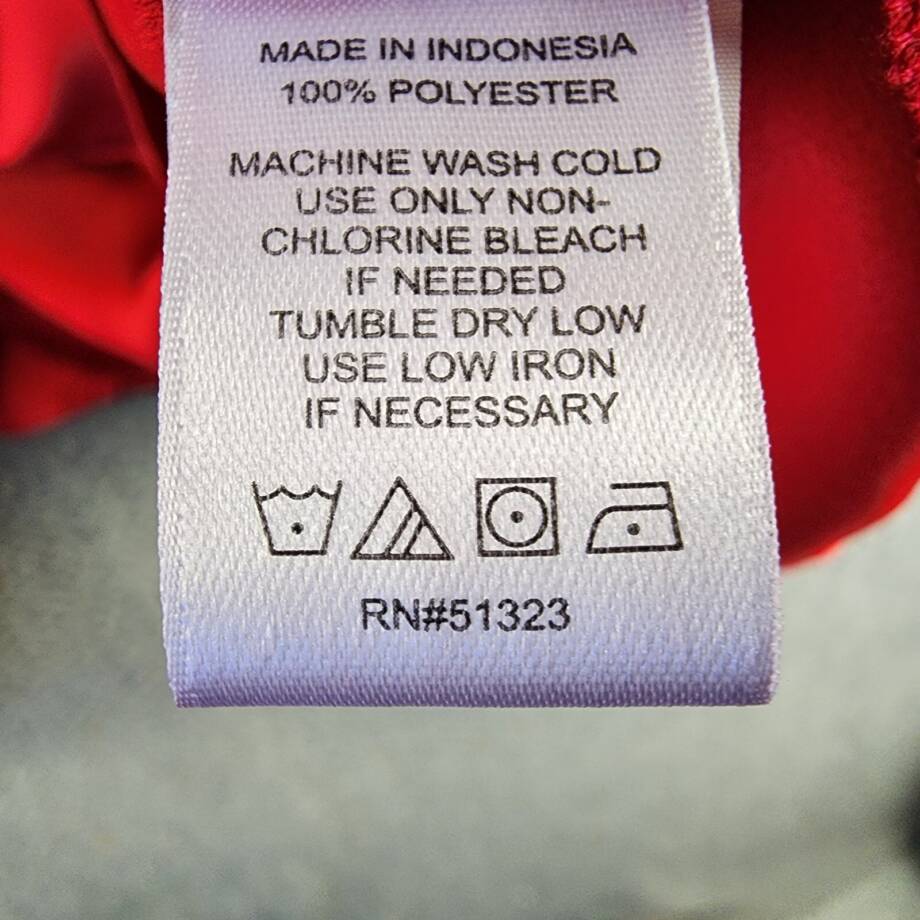 MADE IN INDONESIA
100% POLYESTER
MACHINE WASH COLD
USE ONLY NON-
CHLORINE BLEACH
IF NEEDED
TUMBLE DRY LOW
USE LOW IRON
IF NECESSARY
RN#51323